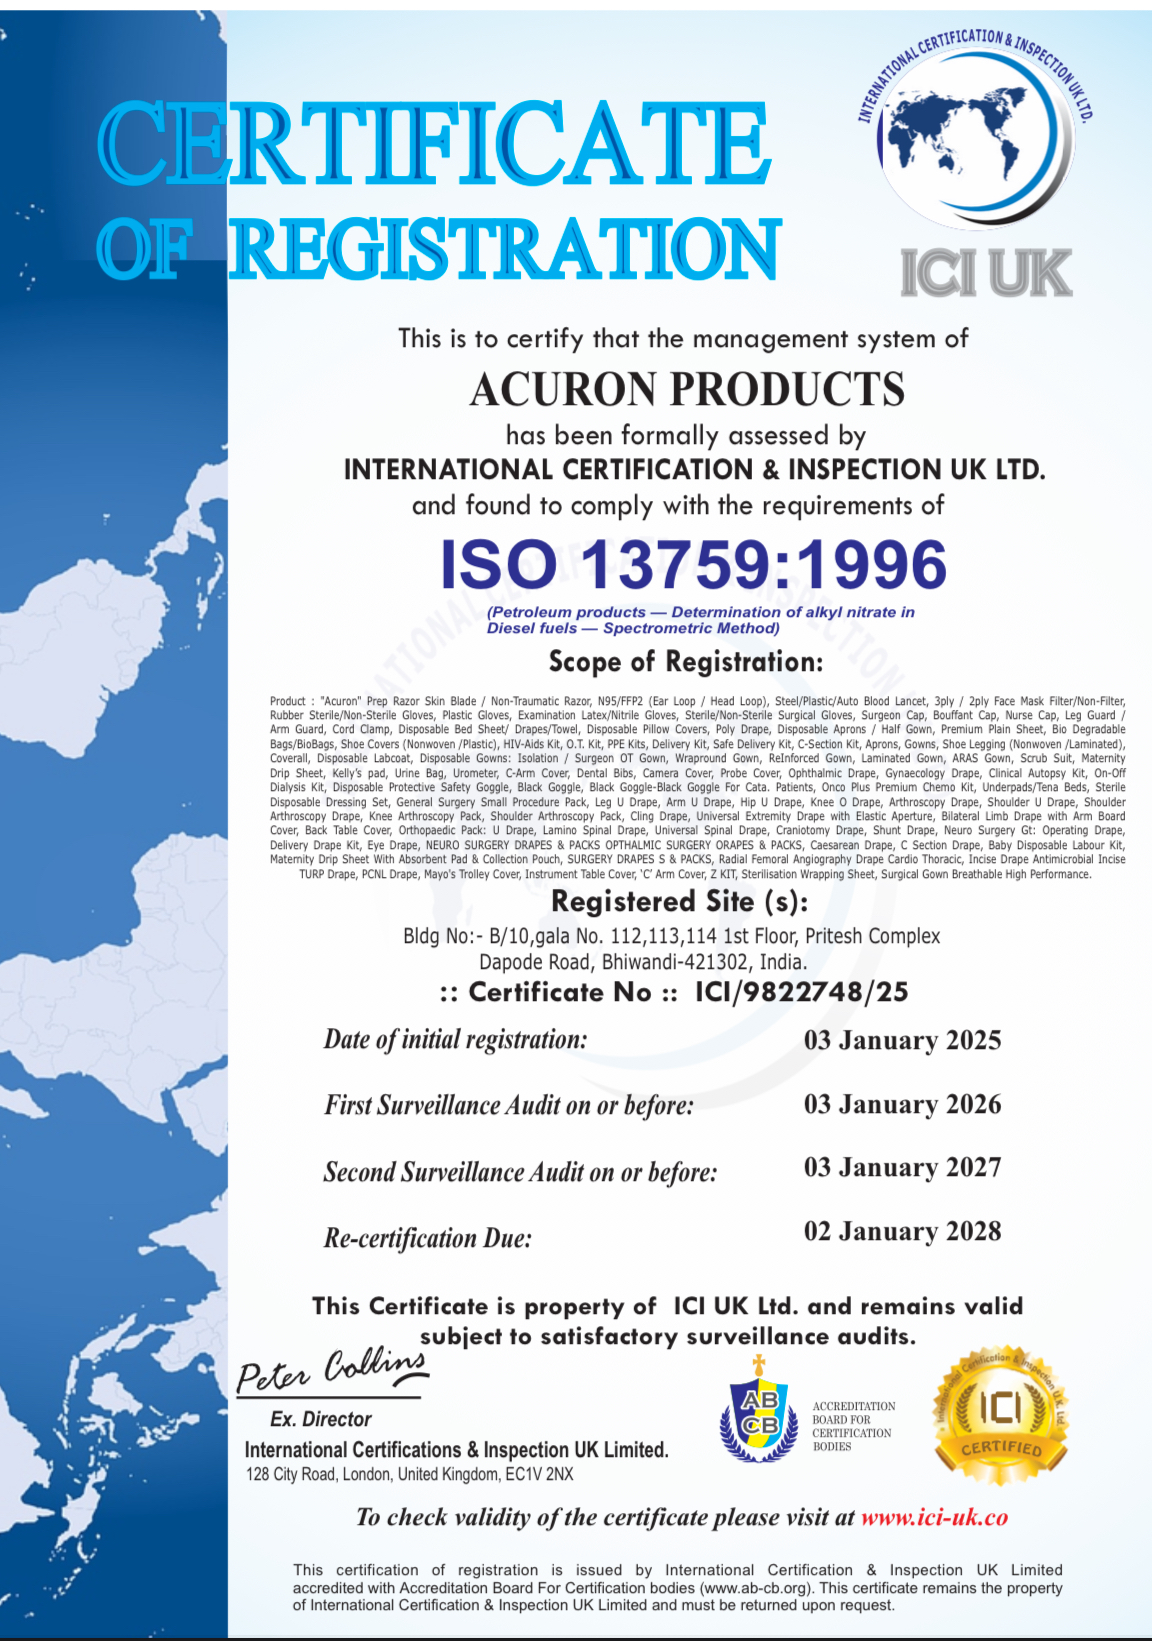 INTERNATIONAL CERTIFICATION & INSPECTION UK LTD.
CERTIFICATE
OF REGISTRATION
ICI UK
This is to certify that the management system of
ACURON PRODUCTS
has been formally assessed by
INTERNATIONAL CERTIFICATION & INSPECTION UK LTD.
and found to comply with the requirements of
ISO 13759:1996
(Petroleum products — Determination of alkyl nitrate in
Diesel fuels — Spectrometric Method)
Scope of Registration:
Product : "Acuron" Prep Razor Skin Blade / Non-Traumatic Razor, N95/FFP2 (Ear Loop / Head Loop), Steel/Plastic/Auto Blood Lancet, 3ply / 2ply Face Mask Filter/Non-Filter,
Rubber Sterile/Non-Sterile Gloves, Plastic Gloves, Examination Latex/Nitrile Gloves, Sterile/Non-Sterile Surgical Gloves, Surgeon Cap, Bouffant Cap, Nurse Cap, Leg Guard /
Arm Guard, Cord Clamp, Disposable Bed Sheet/ Drapes/Towel, Disposable Pillow Covers, Poly Drape, Disposable Aprons / Half Gown, Premium Plain Sheet, Bio Degradable
Bags/BioBags, Shoe Covers (Nonwoven /Plastic), HIV-Aids Kit, O.T. Kit, PPE Kits, Delivery Kit, Safe Delivery Kit, C-Section Kit, Aprons, Gowns, Shoe Legging (Nonwoven /Laminated),
Coverall, Disposable Labcoat, Disposable Gowns: Isolation / Surgeon OT Gown, Wrapround Gown, ReInforced Gown, Laminated Gown, ARAS Gown, Scrub Suit, Maternity
Drip Sheet, Kelly's pad, Urine Bag, Urometer, C-Arm Cover, Dental Bibs, Camera Cover, Probe Cover, Ophthalmic Drape, Gynaecology Drape, Clinical Autopsy Kit, On-Off
Dialysis Kit, Disposable Protective Safety Goggle, Black Goggle, Black Goggle-Black Goggle For Cata. Patients, Onco Plus Premium Chemo Kit, Underpads/Tena Beds, Sterile
Disposable Dressing Set, General Surgery Small Procedure Pack, Leg U Drape, Arm U Drape, Hip U Drape, Knee O Drape, Arthroscopy Drape, Shoulder U Drape, Shoulder
Arthroscopy Drape, Knee Arthroscopy Pack, Shoulder Arthroscopy Pack, Cling Drape, Universal Extremity Drape with Elastic Aperture, Bilateral Limb Drape with Arm Board
Cover, Back Table Cover, Orthopaedic Pack: U Drape, Lamino Spinal Drape, Universal Spinal Drape, Craniotomy Drape, Shunt Drape, Neuro Surgery Gt: Operating Drape,
Delivery Drape Kit, Eye Drape, NEURO SURGERY DRAPES & PACKS OPTHALMIC SURGERY ORAPES & PACKS, Caesarean Drape, C Section Drape, Baby Disposable Labour Kit,
Maternity Drip Sheet With Absorbent Pad & Collection Pouch, SURGERY DRAPES S & PACKS, Radial Femoral Angiography Drape Cardio Thoracic, Incise Drape Antimicrobial Incise
TURP Drape, PCNL Drape, Mayo's Trolley Cover, Instrument Table Cover, 'C' Arm Cover, Z KIT, Sterilisation Wrapping Sheet, Surgical Gown Breathable High Performance.
Registered Site (s):
Bldg No:- B/10,gala No. 112,113,114 1st Floor, Pritesh Complex
Dapode Road, Bhiwandi-421302, India.
:: Certificate No :: ICI/9822748/25
Date of initial registration: 03 January 2025
First Surveillance Audit on or before: 03 January 2026
Second Surveillance Audit on or before: 03 January 2027
Re-certification Due: 02 January 2028
This Certificate is property of ICI UK Ltd. and remains valid
subject to satisfactory surveillance audits.
Peter Collins
Ex. Director
International Certifications & Inspection UK Limited.
128 City Road, London, United Kingdom, EC1V 2NX
AB
CB
ACCREDITATION
BOARD FOR
CERTIFICATION
BODIES
International Certification & Inspection U.K. Ltd
ICI
CERTIFIED
To check validity of the certificate please visit at www.ici-uk.co
This certification of registration is issued by International Certification & Inspection UK Limited
accredited with Accreditation Board For Certification bodies (www.ab-cb.org). This certificate remains the property
of International Certification & Inspection UK Limited and must be returned upon request.